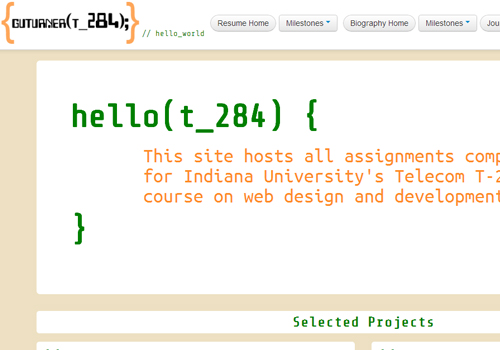 {GUTURNER(T_284);}
// hello_world
Resume Home Milestones Biography Home Milestones Jou
hello(t_284) {
This site hosts all assignments comp
for Indiana University's Telecom T-2
course on web design and development
}
Selected Projects